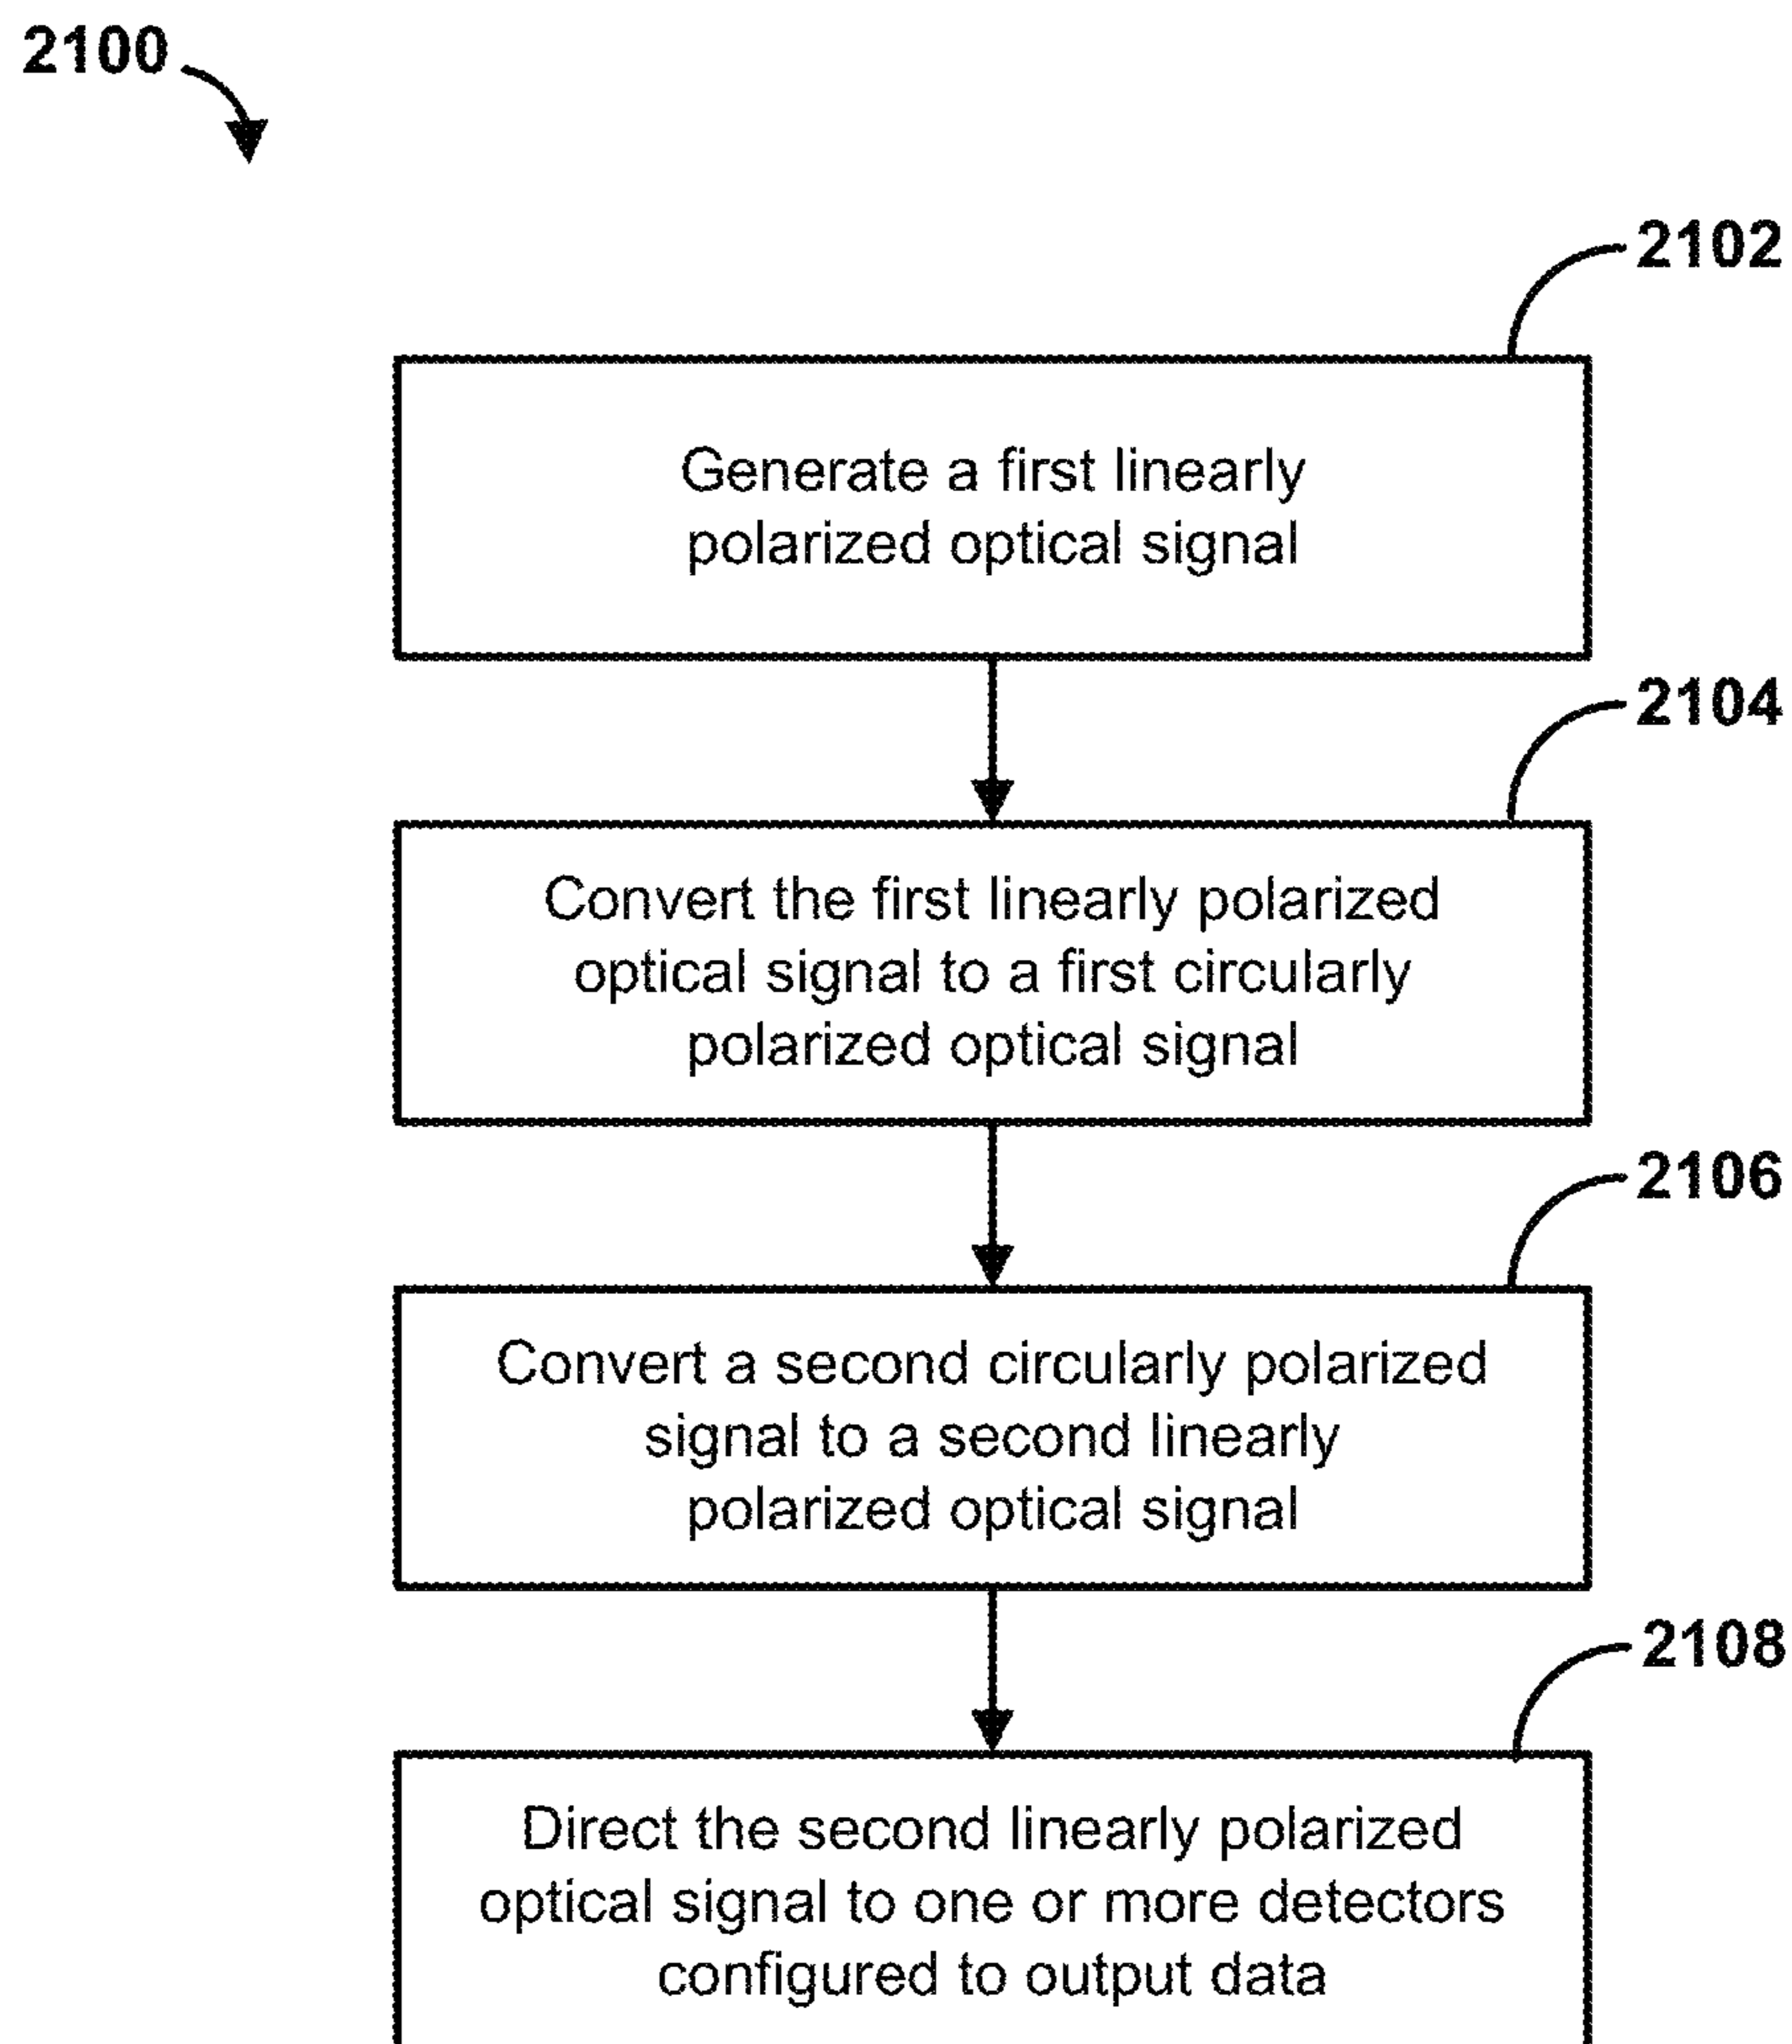 2100
2102
Generate a first linearly
polarized optical signal
2104
Convert the first linearly polarized
optical signal to a first circularly
polarized optical signal
2106
Convert a second circularly polarized
signal to a second linearly
polarized optical signal
2108
Direct the second linearly polarized
optical signal to one or more detectors
configured to output data